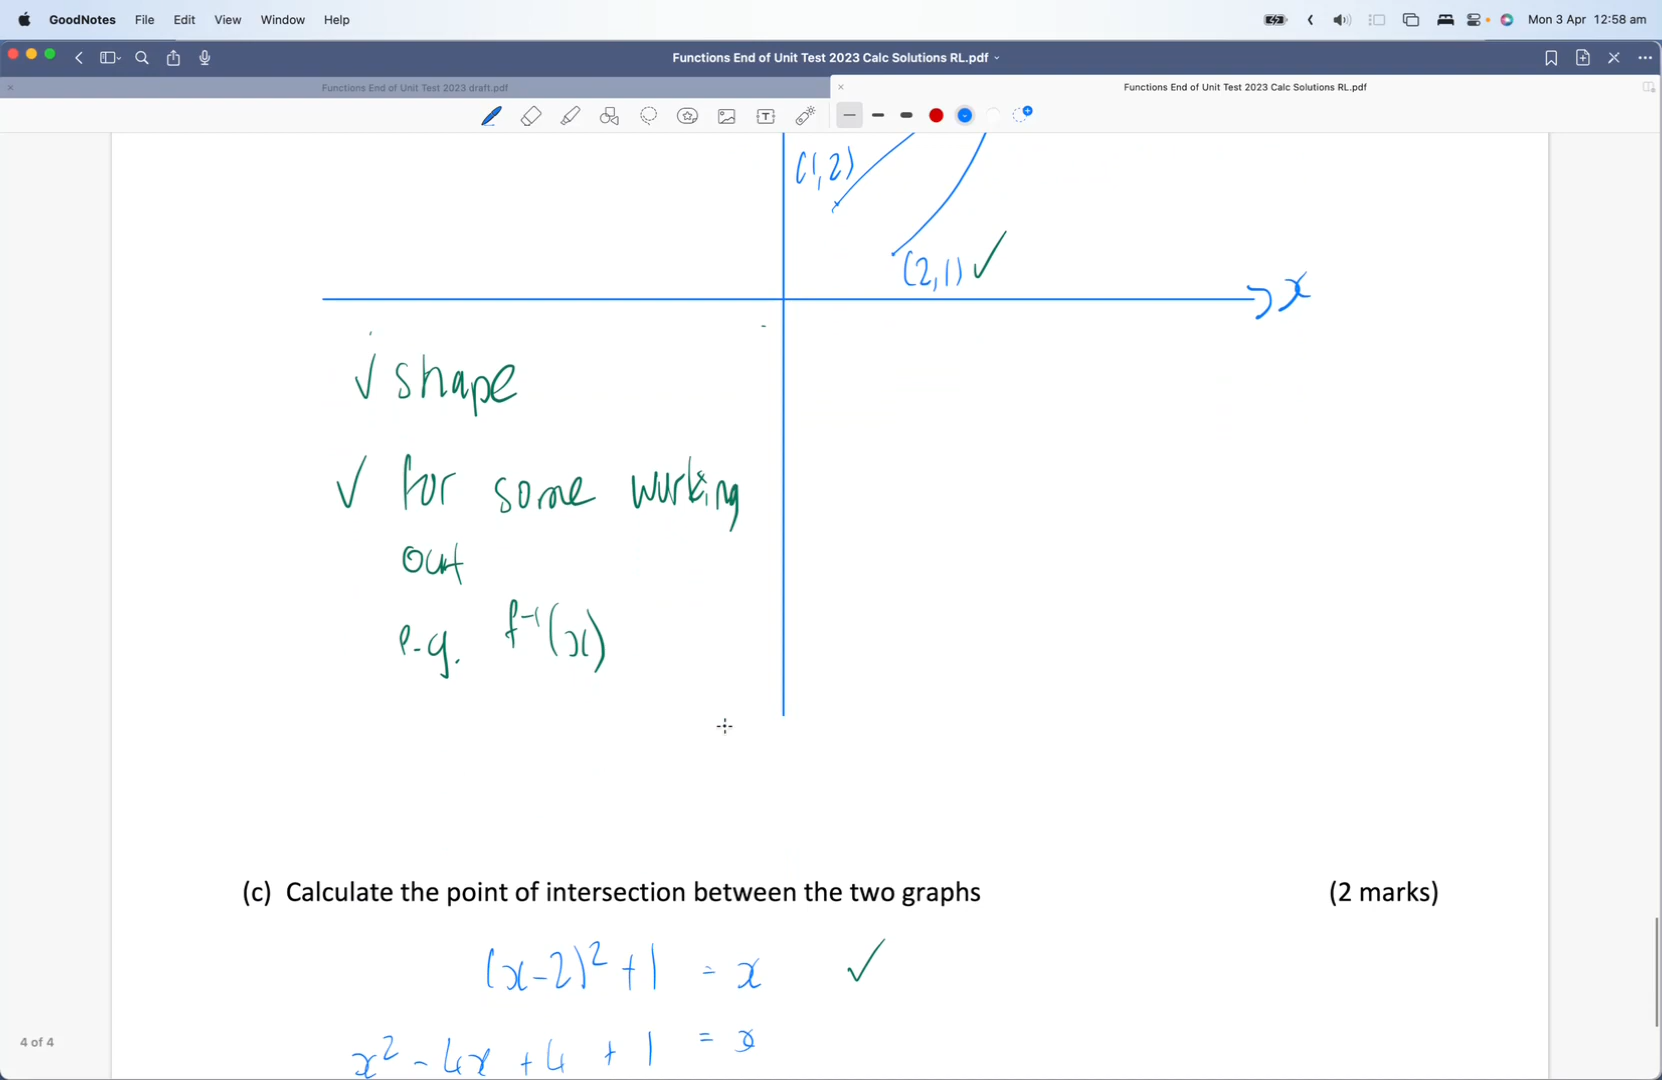 GoodNotes File Edit View Window Help Mon 3 Apr 12:58 am
Functions End of Unit Test 2023 Calc Solutions RL.pdf
Functions End of Unit Test 2023 draft.pdf Functions End of Unit Test 2023 Calc Solutions RL.pdf
(1,2)
(2,1) ✓
x
✓ shape
✓ for some working
out
e.g. f⁻¹(x)
(c) Calculate the point of intersection between the two graphs (2 marks)
(x-2)² + 1 = x ✓
x² - 4x + 4 + 1 = x
4 of 4